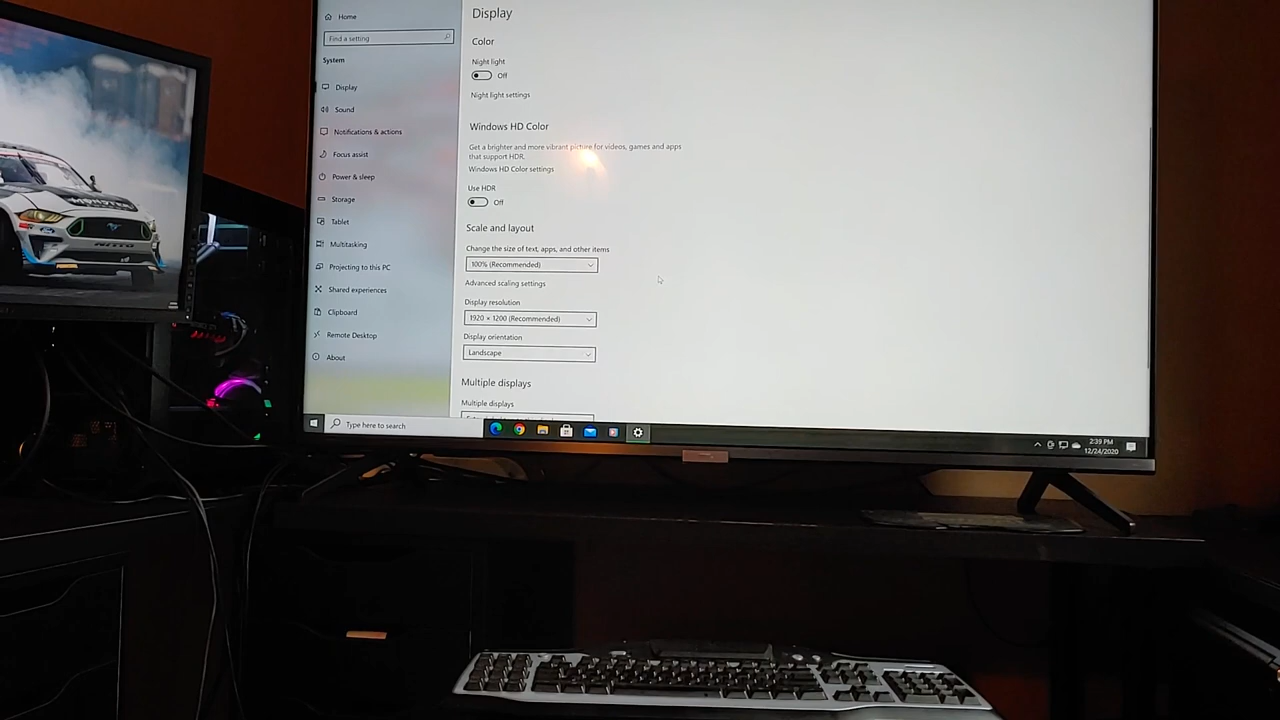 Home
Find a setting
System
Display
Sound
Notifications & actions
Focus assist
Power & sleep
Storage
Tablet
Multitasking
Projecting to this PC
Shared experiences
Clipboard
Remote Desktop
About
Display
Color
Night light
Off
Night light settings
Windows HD Color
Get a brighter and more vibrant picture for videos, games and apps
that support HDR.
Windows HD Color settings
Use HDR
Off
Scale and layout
Change the size of text, apps, and other items
100% (Recommended)
Advanced scaling settings
Display resolution
1920 × 1200 (Recommended)
Display orientation
Landscape
Multiple displays
Multiple displays
Type here to search
2:39 PM
12/24/2020
NITTO